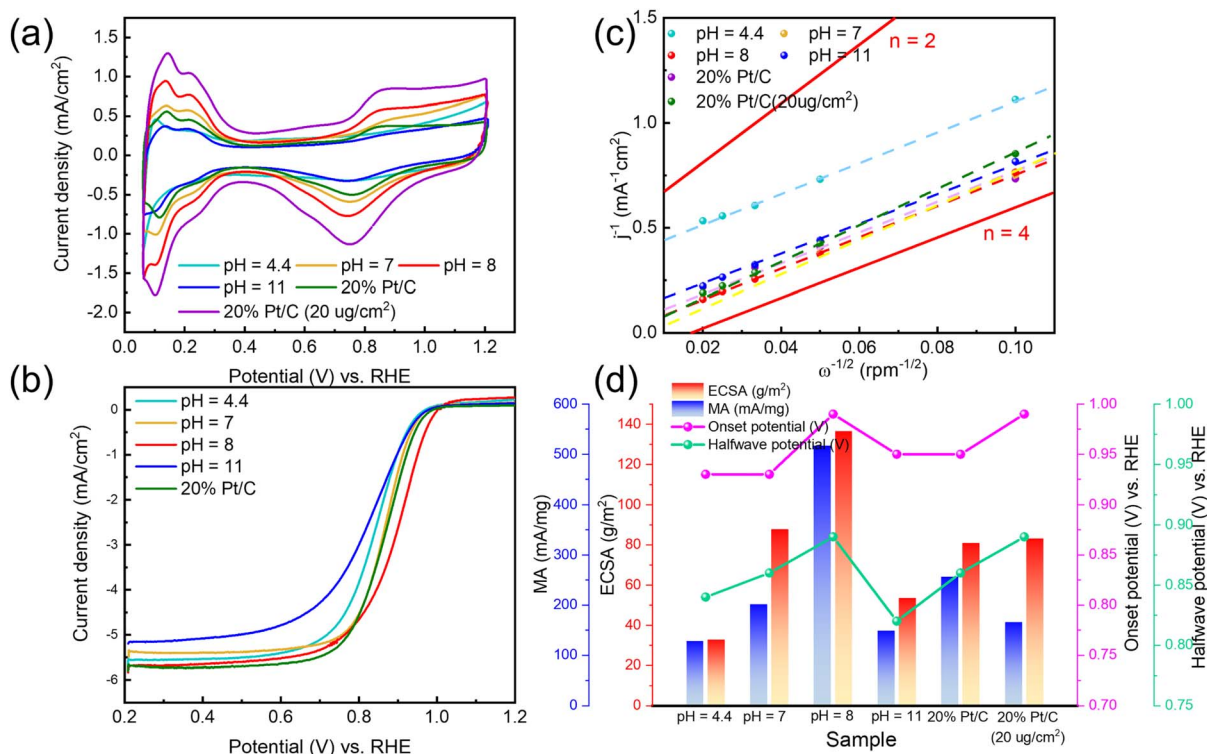 (a)
Current density (mA/cm²)
1.5
1.0
0.5
0.0
-0.5
-1.0
-1.5
-2.0
pH = 4.4 pH = 7 pH = 8
pH = 11 20% Pt/C
20% Pt/C (20 ug/cm²)
0.0 0.2 0.4 0.6 0.8 1.0 1.2
Potential (V) vs. RHE
(c)
j⁻¹ (mA⁻¹cm²)
1.5
1.0
0.5
0.0
pH = 4.4 pH = 7
pH = 8 pH = 11
20% Pt/C
20% Pt/C(20ug/cm²)
n = 2
n = 4
0.02 0.04 0.06 0.08 0.10
ω⁻¹/² (rpm⁻¹/²)
(b)
Current density (mA/cm²)
0
-1
-2
-3
-4
-5
-6
pH = 4.4
pH = 7
pH = 8
pH = 11
20% Pt/C
0.2 0.4 0.6 0.8 1.0 1.2
Potential (V) vs. RHE
(d)
MA (mA/mg)
600
500
400
300
200
100
0
ECSA (g/m²)
140
120
100
80
60
40
20
0
ECSA (g/m²)
MA (mA/mg)
Onset potential (V)
Halfwave potential (V)
1.00
0.95
0.90
0.85
0.80
0.75
0.70
Onset potential (V) vs. RHE
1.00
0.95
0.90
0.85
0.80
0.75
Halfwave potential (V) vs. RHE
pH = 4.4 pH = 7 pH = 8 pH = 11 20% Pt/C 20% Pt/C
(20 ug/cm²)
Sample